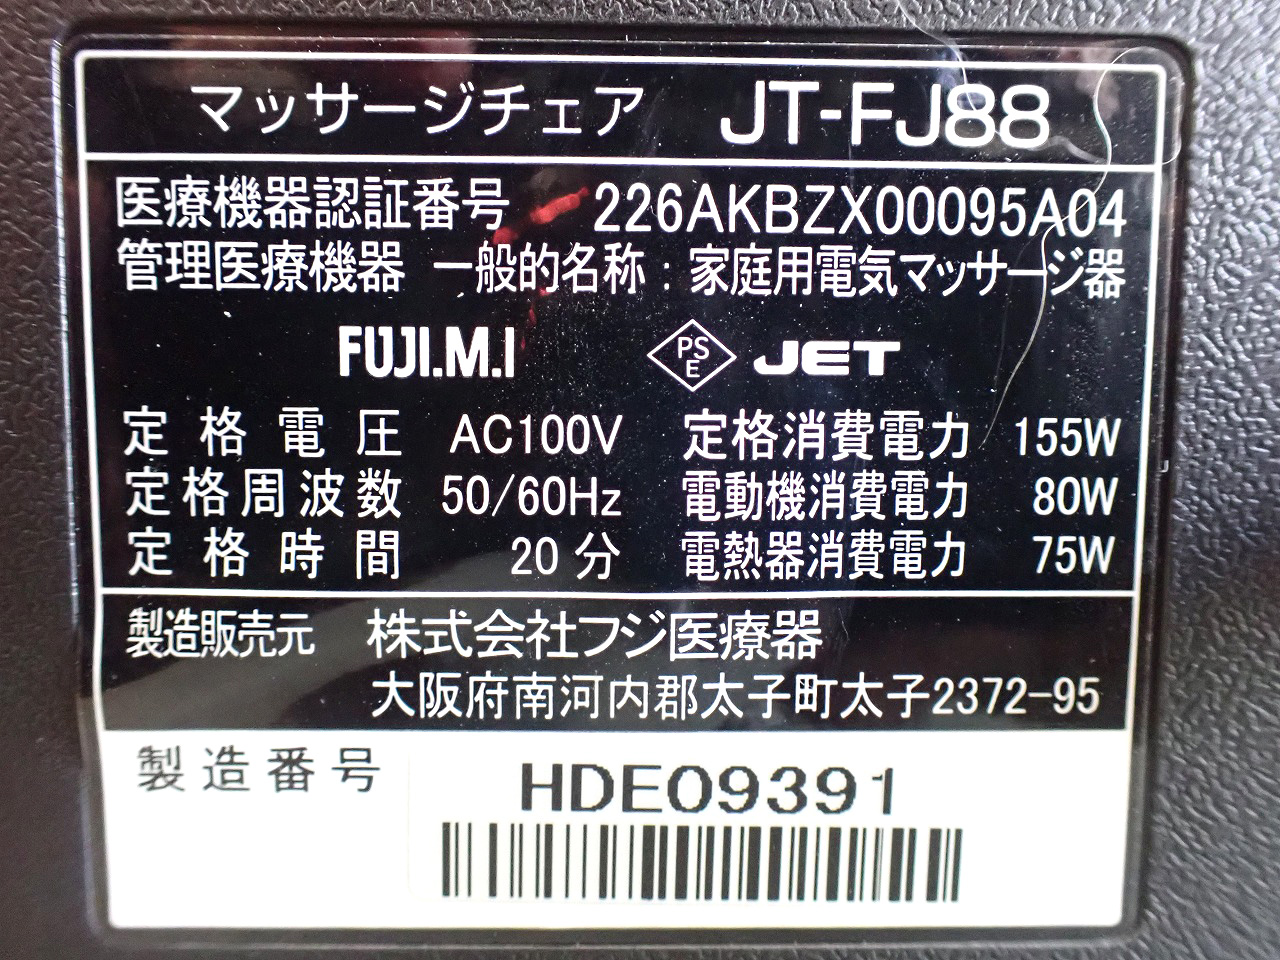 マッサージチェア JT-FJ88
医療機器認証番号 226AKBZX00095A04
管理医療機器 一般的名称：家庭用電気マッサージ器
FUJI.M.I PSE JET
定格電圧 AC100V 定格消費電力 155W
定格周波数 50/60Hz 電動機消費電力 80W
定格時間 20分 電熱器消費電力 75W
製造販売元 株式会社フジ医療器
大阪府南河内郡太子町太子2372-95
製造番号 HDE09391